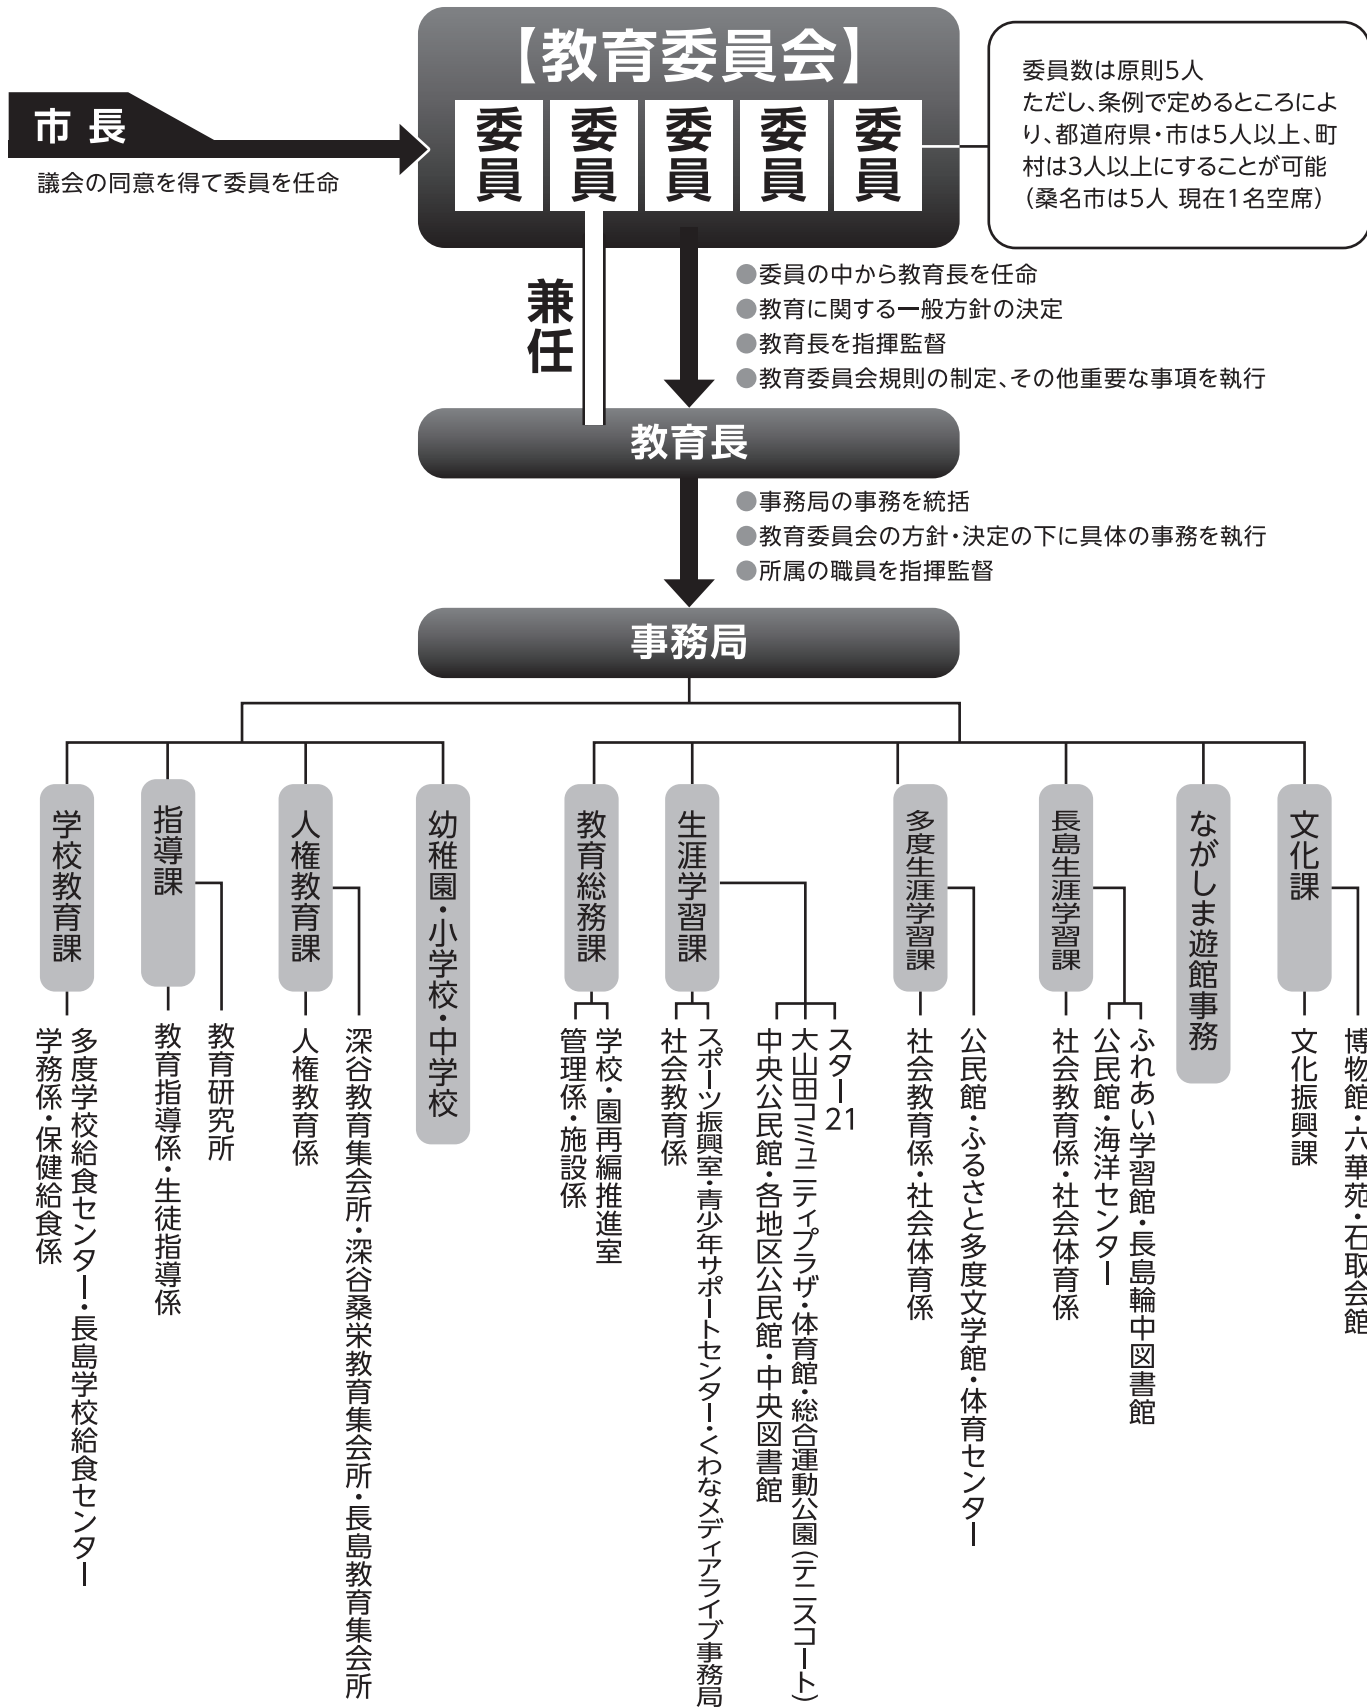 【教育委員会】
委員
委員
委員
委員
委員
市長
議会の同意を得て委員を任命
委員数は原則5人
ただし、条例で定めるところによ
り、都道府県・市は5人以上、町
村は3人以上にすることが可能
（桑名市は5人 現在1名空席）
兼任
●委員の中から教育長を任命
●教育に関する一般方針の決定
●教育長を指揮監督
●教育委員会規則の制定、その他重要な事項を執行
教育長
●事務局の事務を統括
●教育委員会の方針・決定の下に具体の事務を執行
●所属の職員を指揮監督
事務局
学校教育課
学務係・保健給食係
多度学校給食センター・長島学校給食センター
指導課
教育指導係・生徒指導係
教育研究所
人権教育課
人権教育係
深谷教育集会所・深谷桑栄教育集会所・長島教育集会所
幼稚園・小学校・中学校
教育総務課
管理係・施設係
学校・園再編推進室
生涯学習課
社会教育係
スポーツ振興室・青少年サポートセンター・くわなメディアライブ事務局
中央公民館・各地区公民館・中央図書館
大山田コミュニティプラザ・体育館・総合運動公園（テニスコート）
スター21
多度生涯学習課
社会教育係・社会体育係
公民館・ふるさと多度文学館・体育センター
長島生涯学習課
社会教育係・社会体育係
公民館・海洋センター
ふれあい学習館・長島輪中図書館
ながしま遊館事務
文化課
文化振興課
博物館・六華苑・石取会館